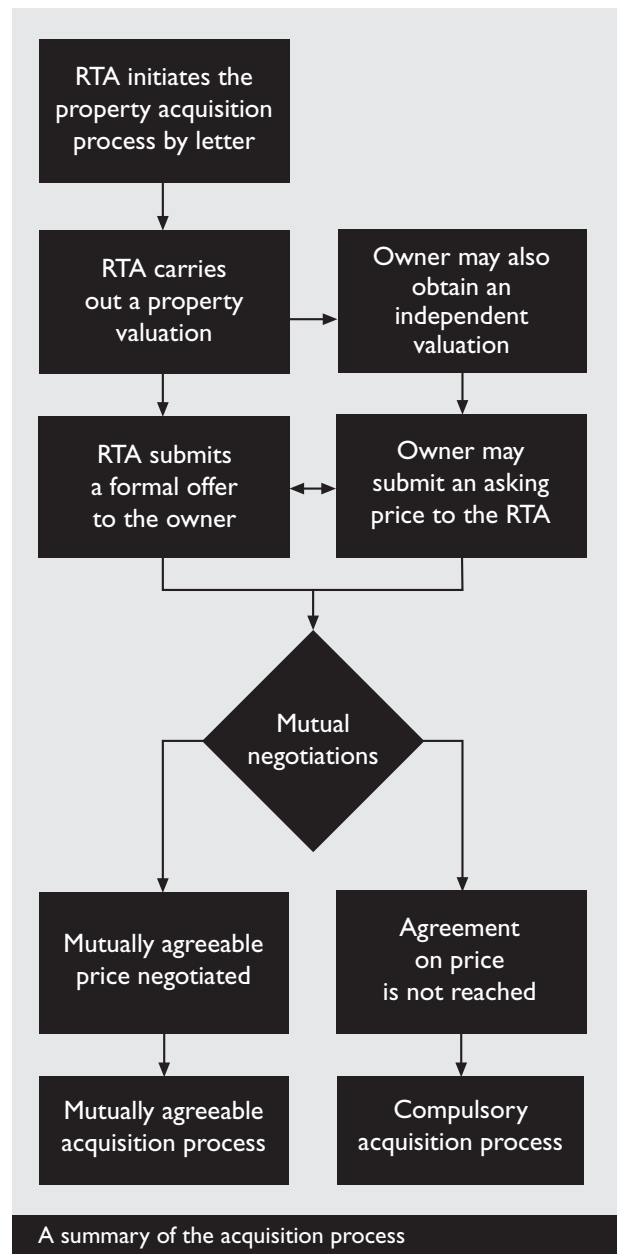 RTA initiates the
property acquisition
process by letter
RTA carries
out a property
valuation
Owner may also
obtain an
independent
valuation
RTA submits
a formal offer
to the owner
Owner may
submit an asking
price to the RTA
Mutual
negotiations
Mutually agreeable
price negotiated
Agreement
on price
is not reached
Mutually agreeable
acquisition process
Compulsory
acquisition process
A summary of the acquisition process